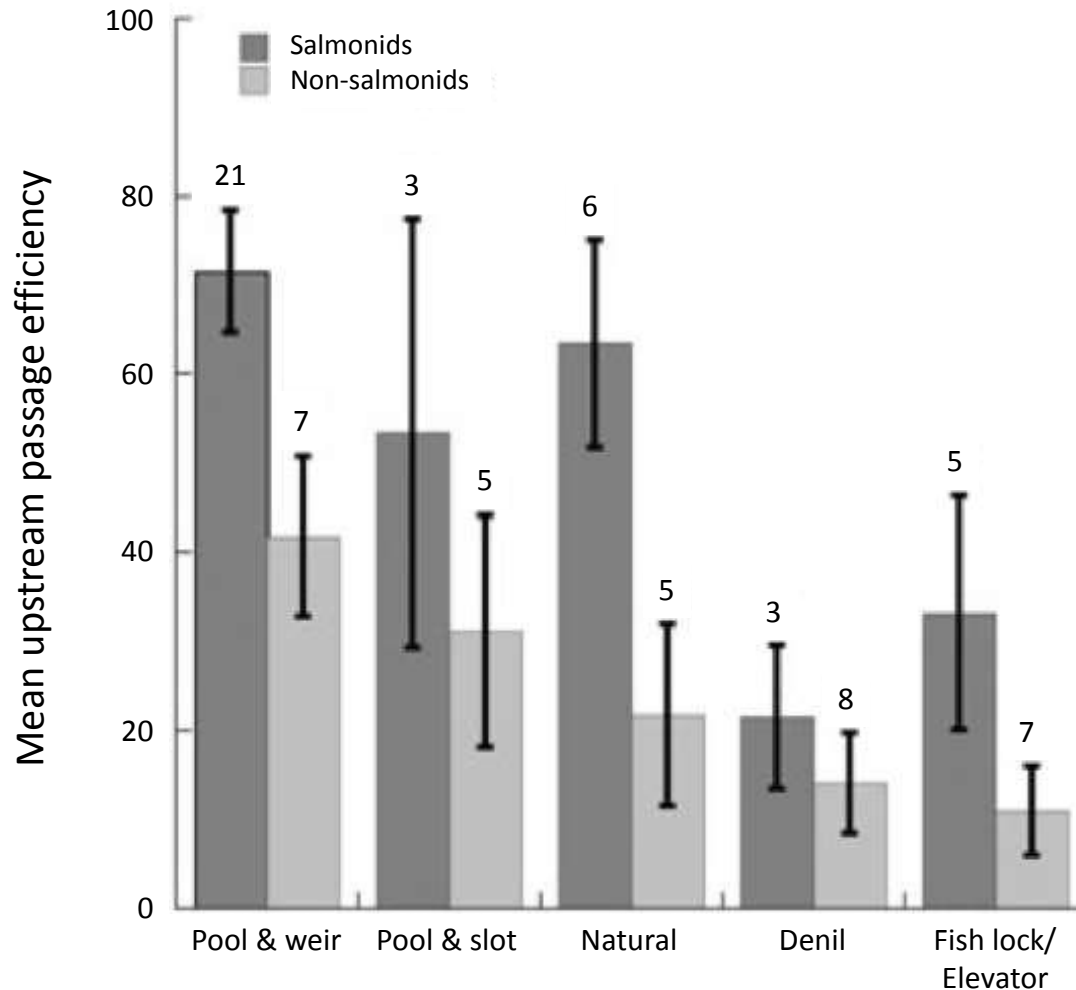 100
Salmonids
Non-salmonids
80
60
40
20
0
Mean upstream passage efficiency
21
7
3
5
6
5
3
8
5
7
Pool & weir
Pool & slot
Natural
Denil
Fish lock/
Elevator